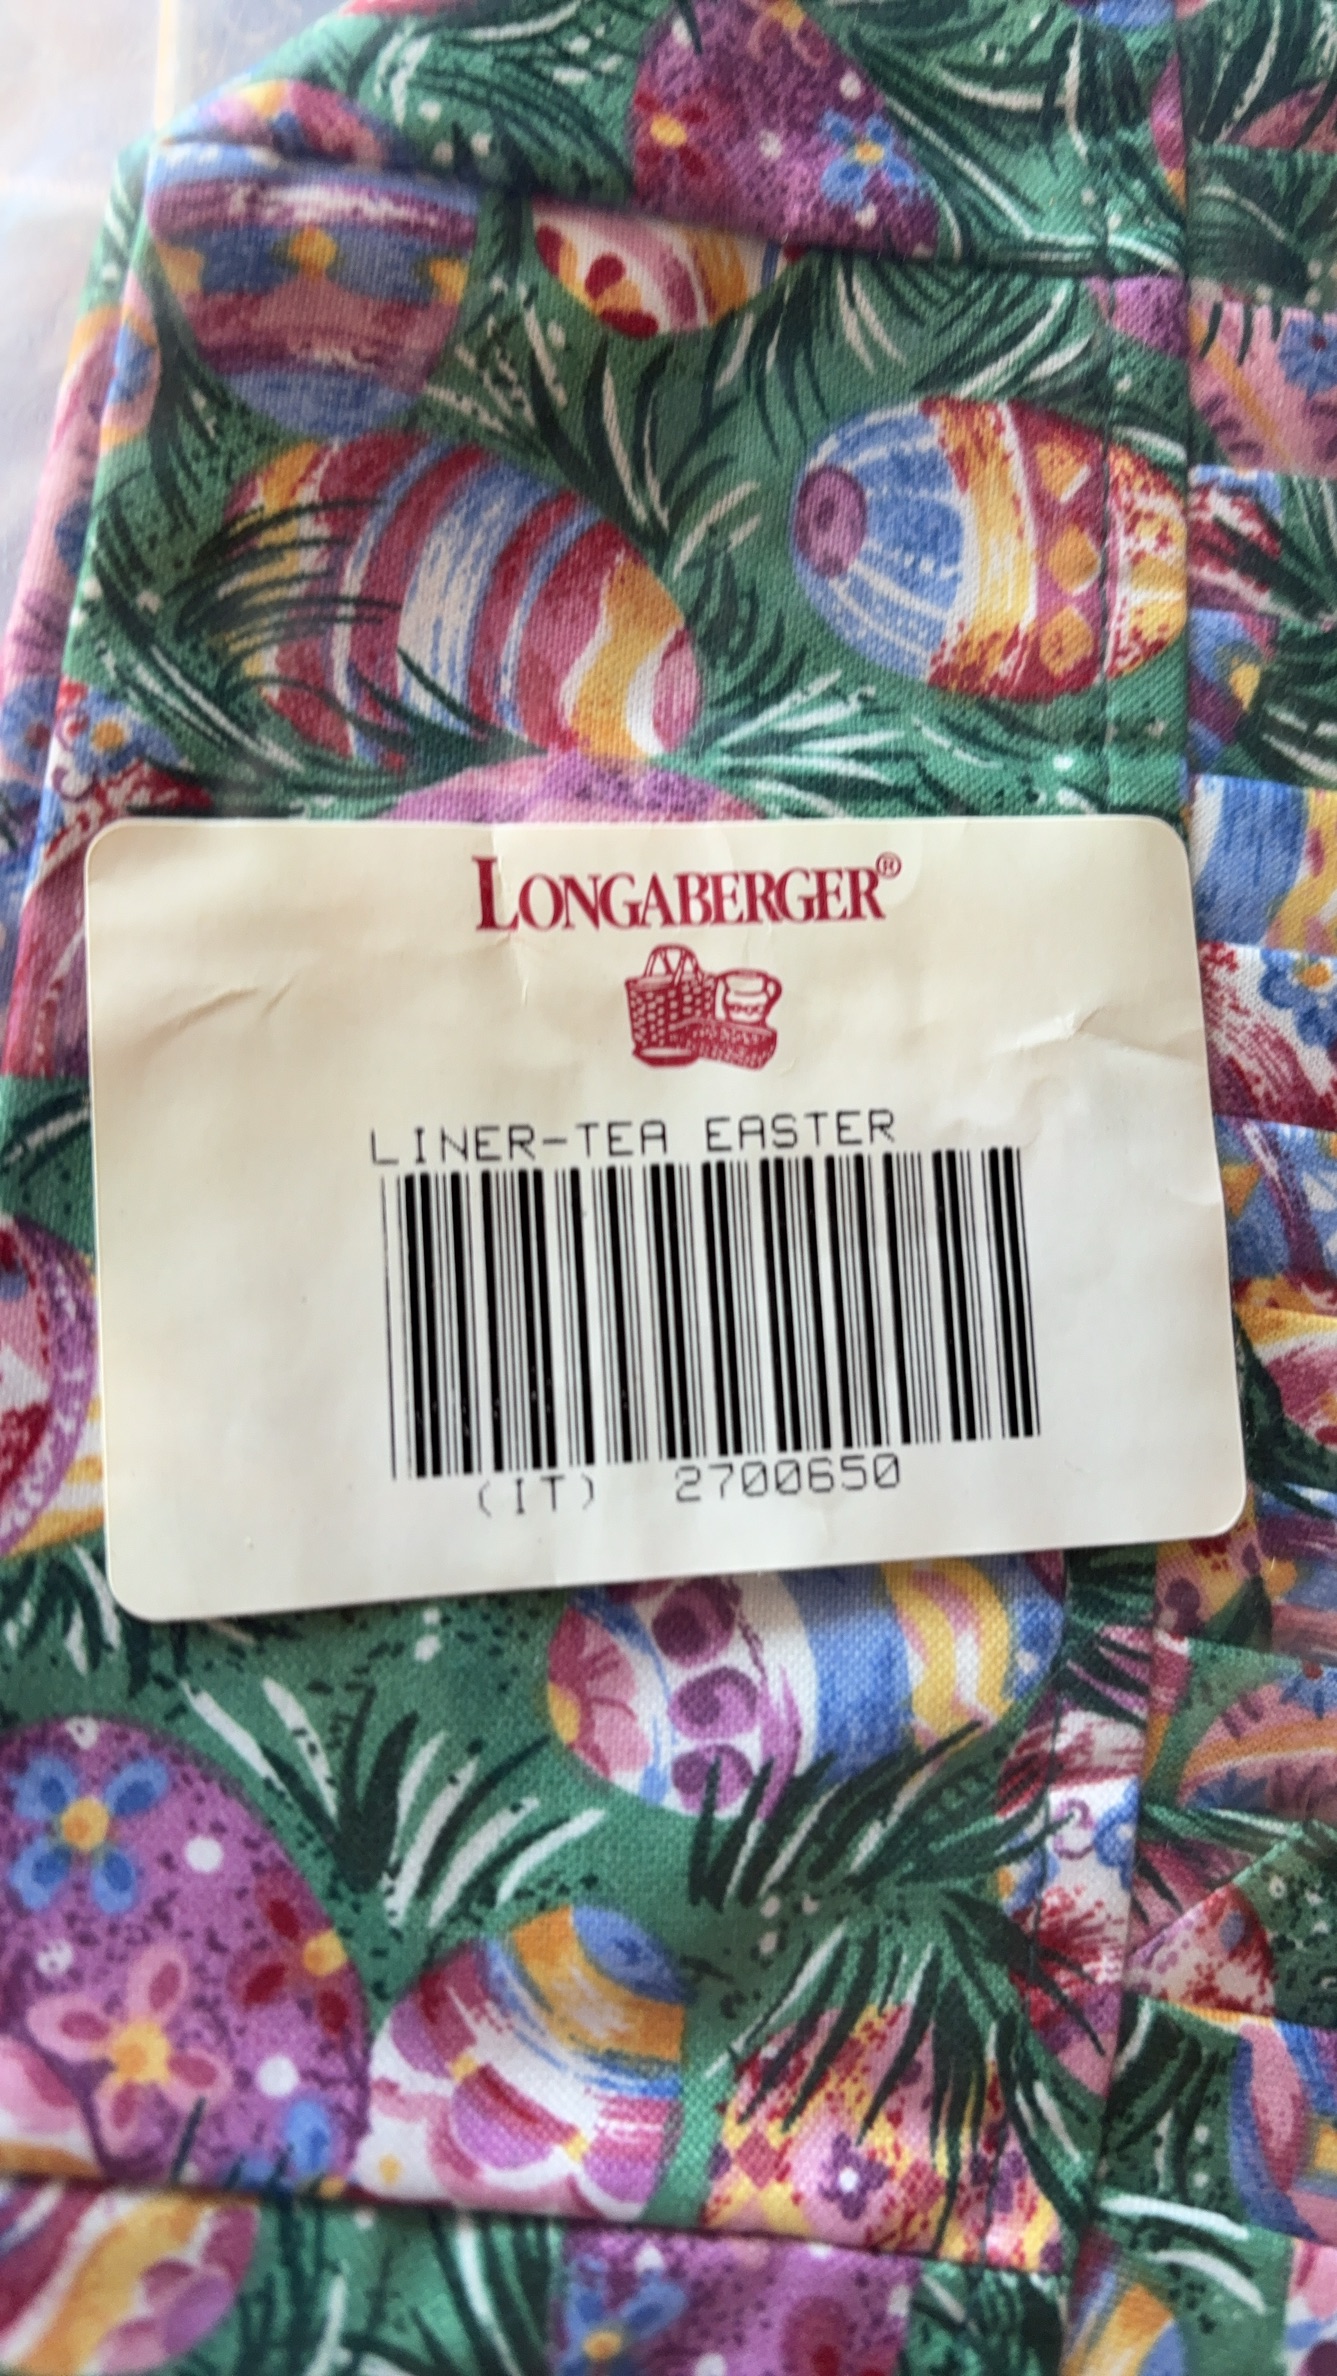 LONGABERGER®
LINER-TEA EASTER
(IT) 2700650